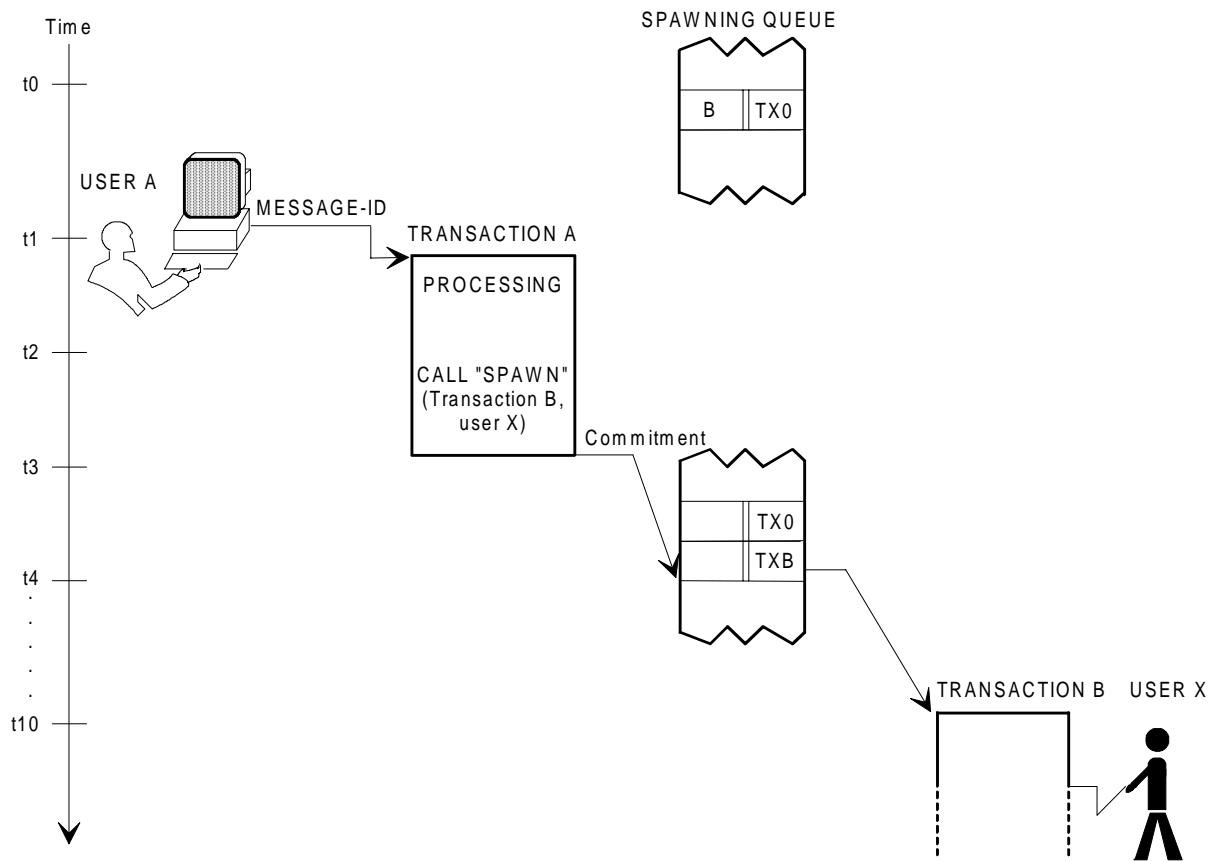 Time
SPAWNING QUEUE
t0
B
TX0
USER A
MESSAGE-ID
t1
TRANSACTION A
PROCESSING
t2
CALL "SPAWN"
(Transaction B,
user X)
Commitment
t3
TX0
TXB
t4
.
.
.
.
.
TRANSACTION B
USER X
t10